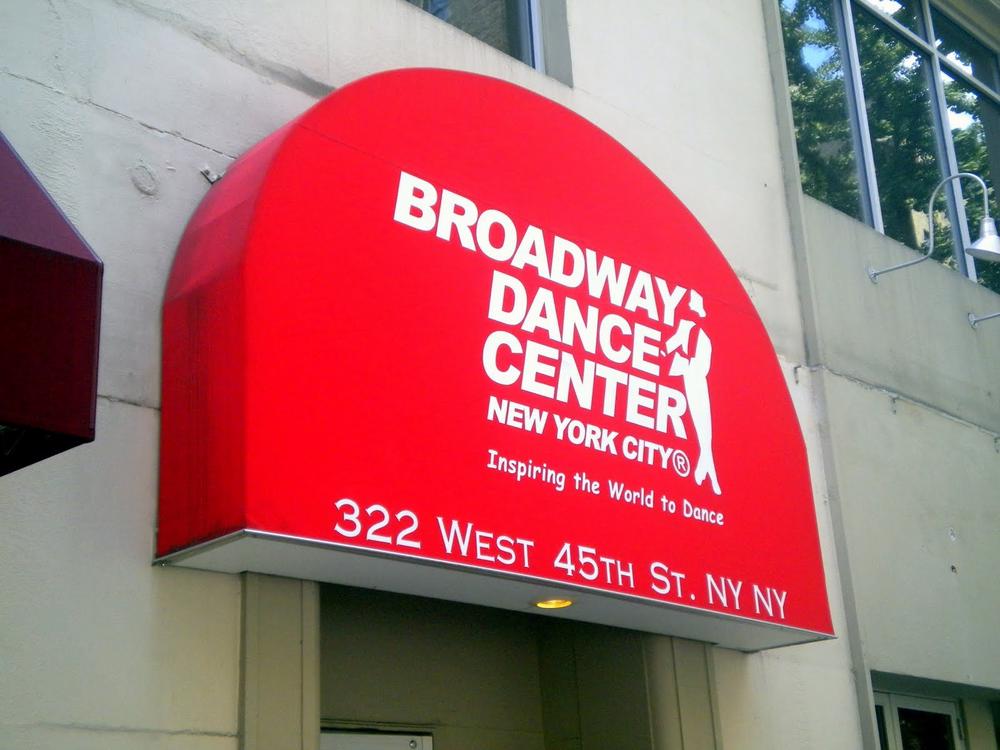 BROADWAY
DANCE
CENTER
NEW YORK CITY®
Inspiring the World to Dance
322 WEST 45TH ST. NY NY